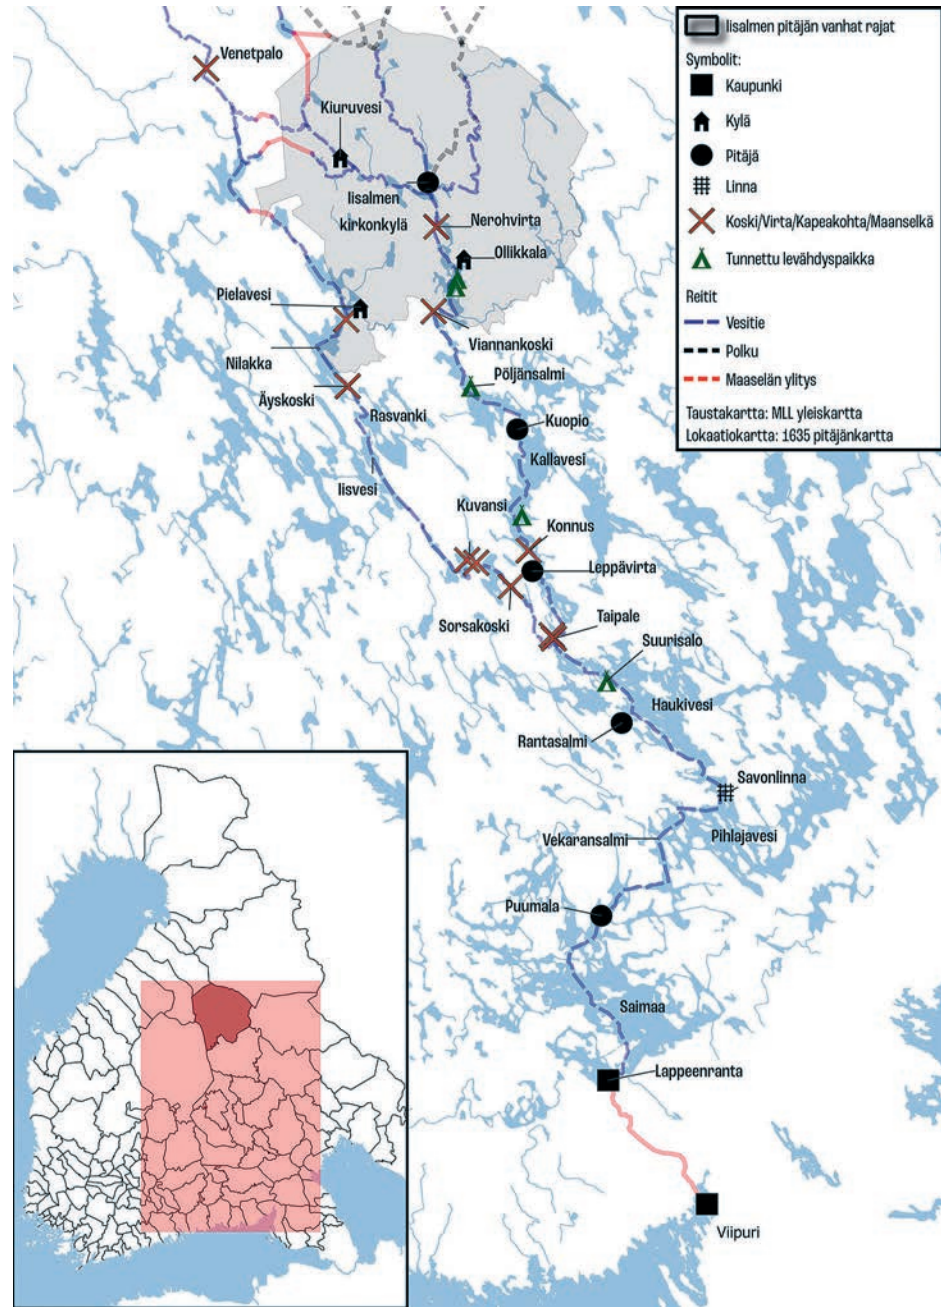 Iisalmen pitäjän vanhat rajat
Symbolit:
Kaupunki
Kylä
Pitäjä
Linna
Koski/Virta/Kapeakohta/Maanselkä
Tunnettu levähdyspaikka
Reitit
Vesitie
Polku
Maaselän ylitys
Taustakartta: MLL yleiskartta
Lokaatiokartta: 1635 pitäjänkartta
Venetpalo
Kiuruvesi
Iisalmen
kirkonkylä
Nerohvirta
Ollikkala
Pielavesi
Viannankoski
Nilakka
Pöljänsalmi
Äyskoski
Rasvanki
Kuopio
Kallavesi
Iisvesi
Kuvansi
Konnus
Leppävirta
Sorsakoski
Taipale
Suurisalo
Haukivesi
Rantasalmi
Savonlinna
Vekaransalmi
Pihlajavesi
Puumala
Saimaa
Lappeenranta
Viipuri